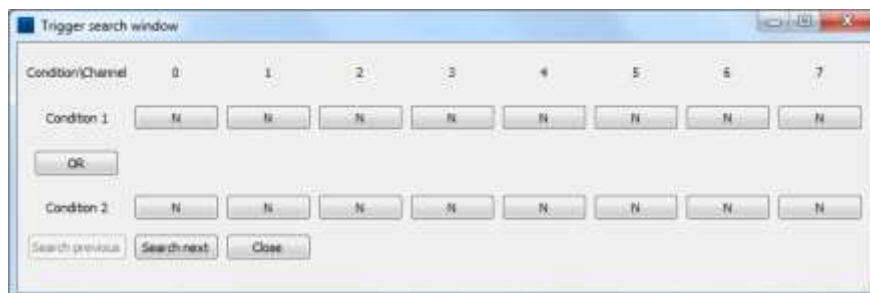 Trigger search window
Condition\Channel 0 1 2 3 4 5 6 7
Condition 1 N N N N N N N N
OR
Condition 2 N N N N N N N N
Search previous Search next Close